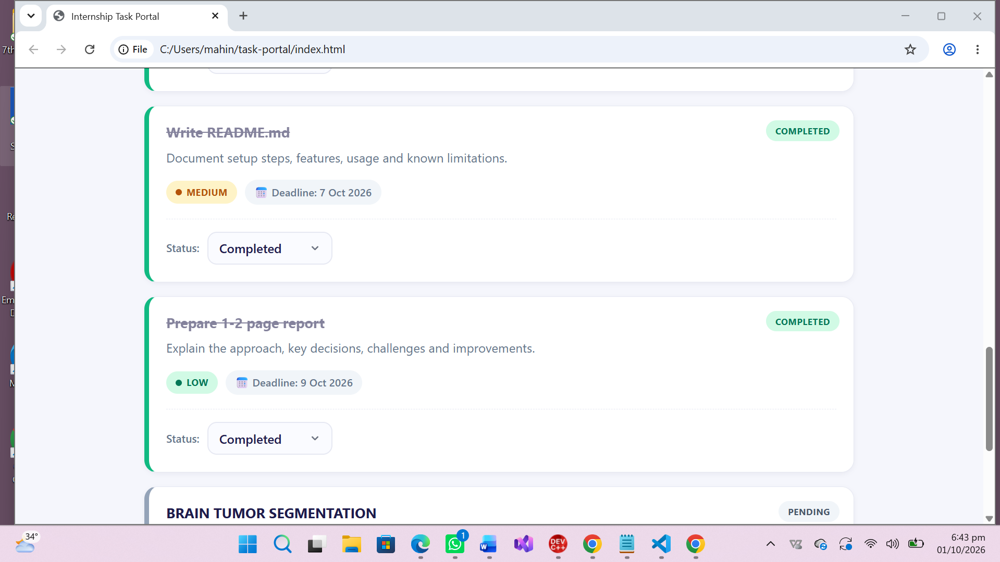 Internship Task Portal
File
C:/Users/mahin/task-portal/index.html
7th
Write README.md
COMPLETED
Document setup steps, features, usage and known limitations.
MEDIUM
Deadline: 7 Oct 2026
Status:
Completed
Prepare 1-2 page report
COMPLETED
Explain the approach, key decisions, challenges and improvements.
LOW
Deadline: 9 Oct 2026
Status:
Completed
BRAIN TUMOR SEGMENTATION
PENDING
34°
1
W
DEV
C++
6:43 pm
01/10/2026